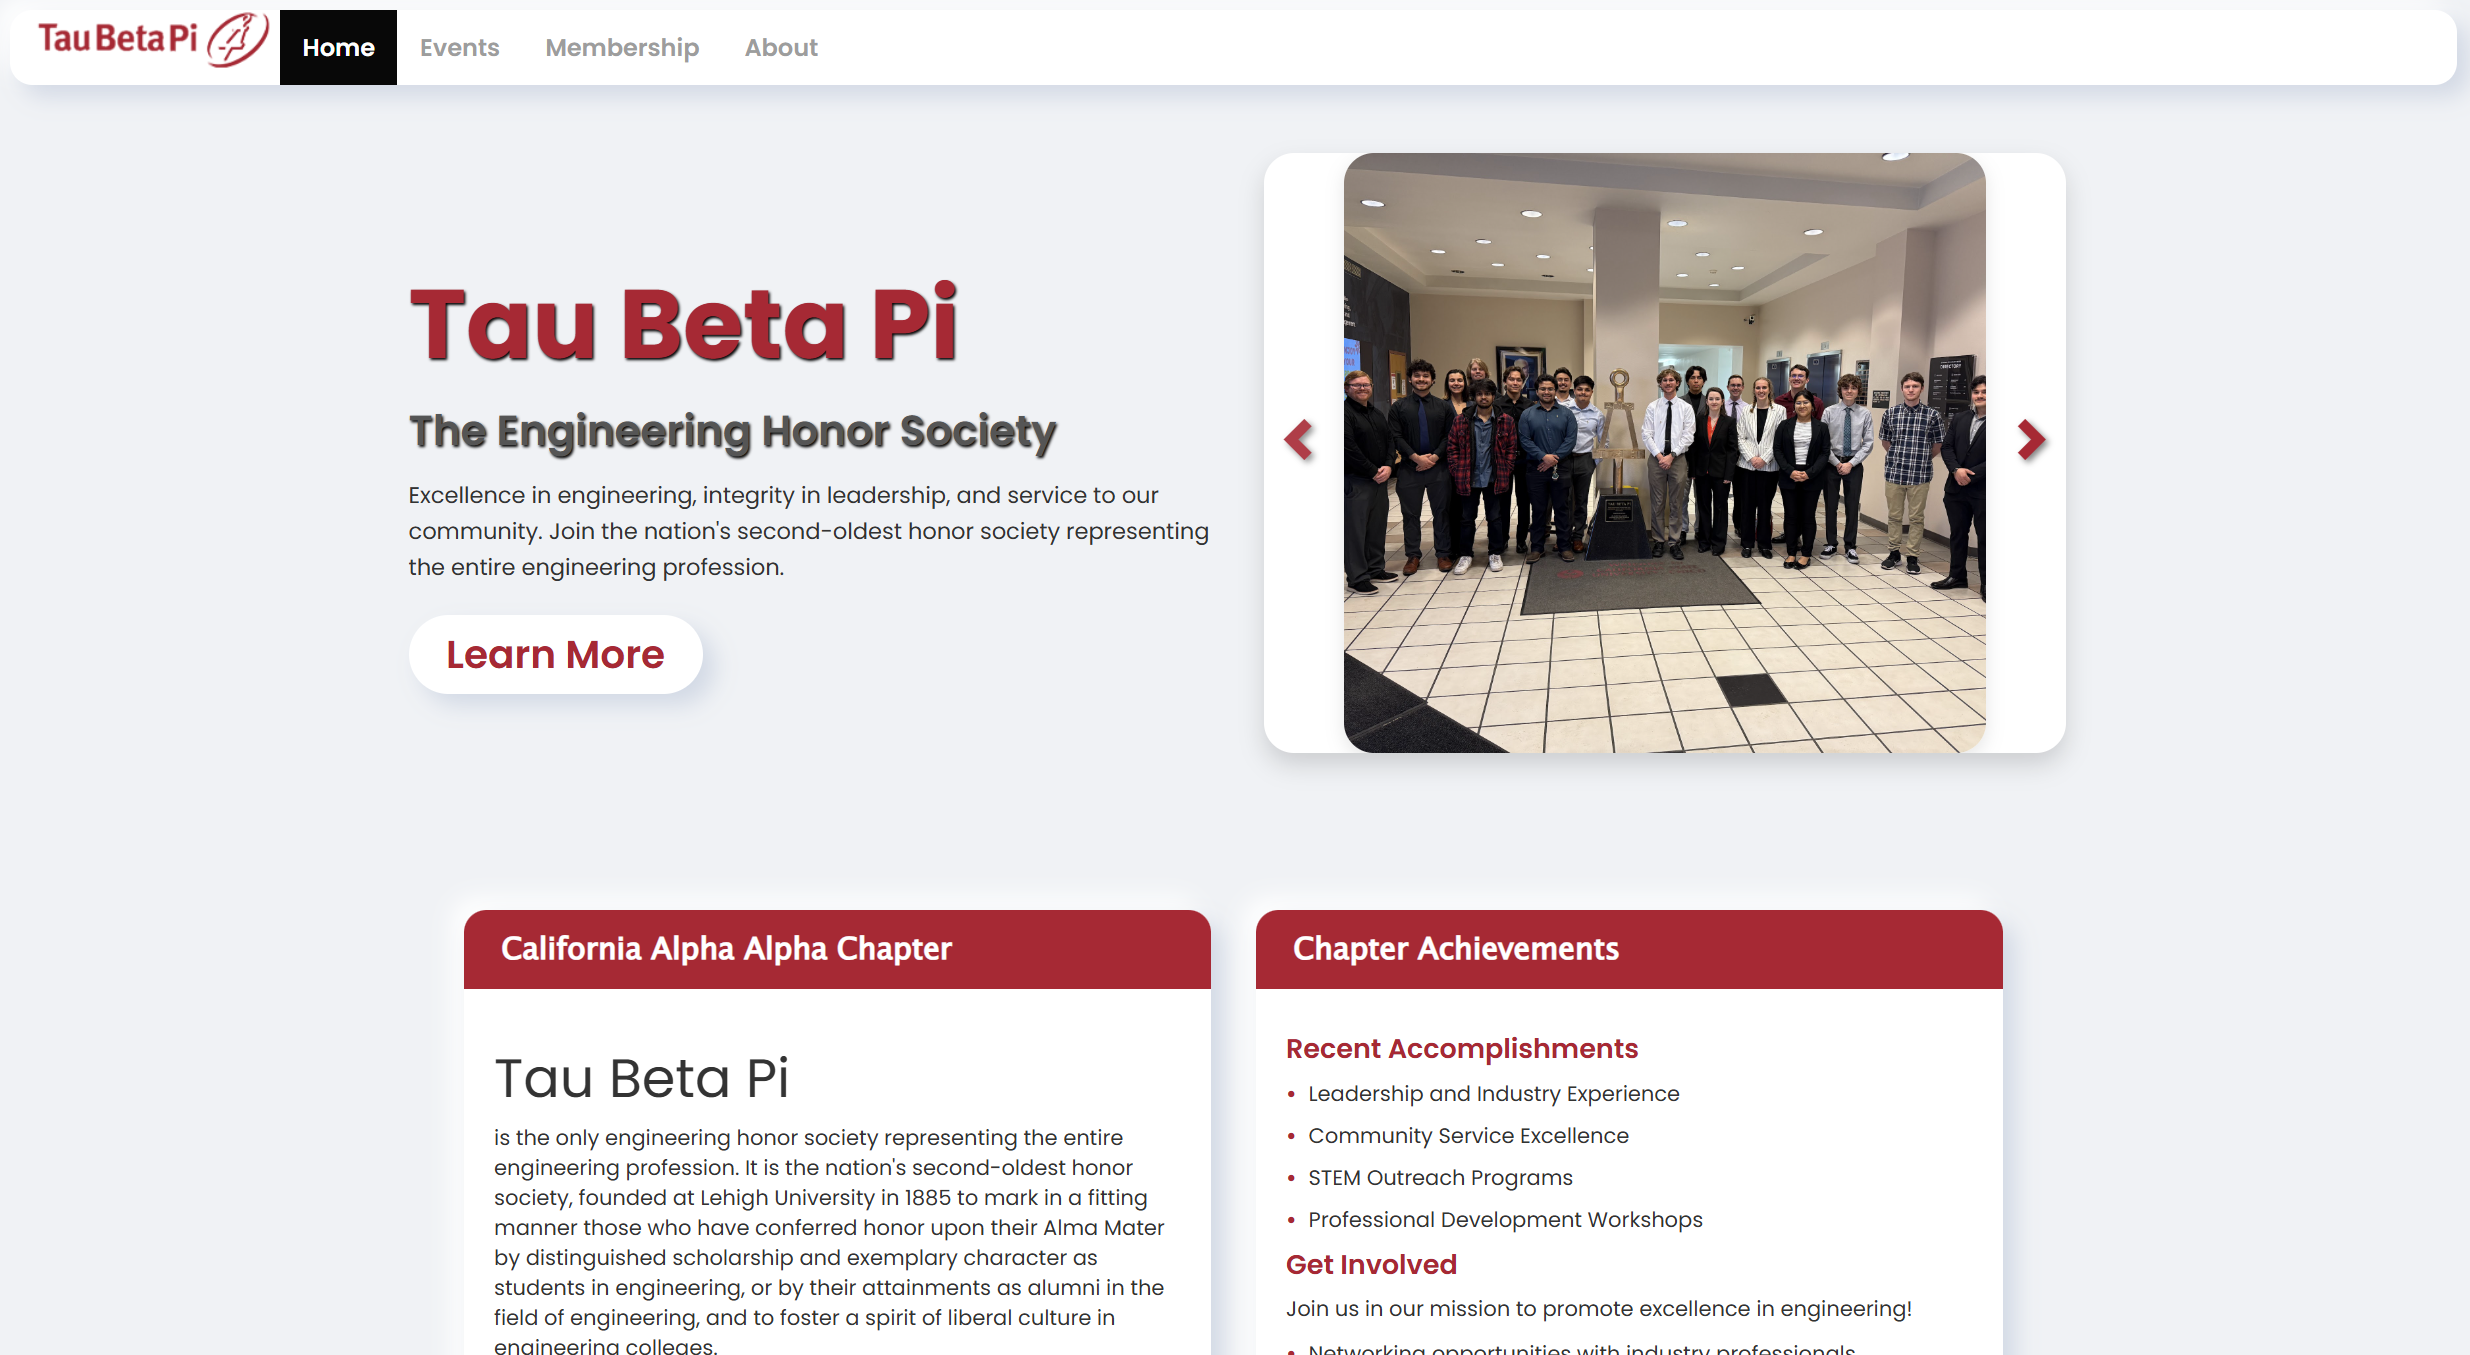 Tau Beta Pi
Home
Events
Membership
About
Tau Beta Pi
The Engineering Honor Society
Excellence in engineering, integrity in leadership, and service to our
community. Join the nation's second-oldest honor society representing
the entire engineering profession.
Learn More
California Alpha Alpha Chapter
Tau Beta Pi
is the only engineering honor society representing the entire
engineering profession. It is the nation's second-oldest honor
society, founded at Lehigh University in 1885 to mark in a fitting
manner those who have conferred honor upon their Alma Mater
by distinguished scholarship and exemplary character as
students in engineering, or by their attainments as alumni in the
field of engineering, and to foster a spirit of liberal culture in
engineering colleges.
Chapter Achievements
Recent Accomplishments
• Leadership and Industry Experience
• Community Service Excellence
• STEM Outreach Programs
• Professional Development Workshops
Get Involved
Join us in our mission to promote excellence in engineering!
• Networking opportunities with industry professionals